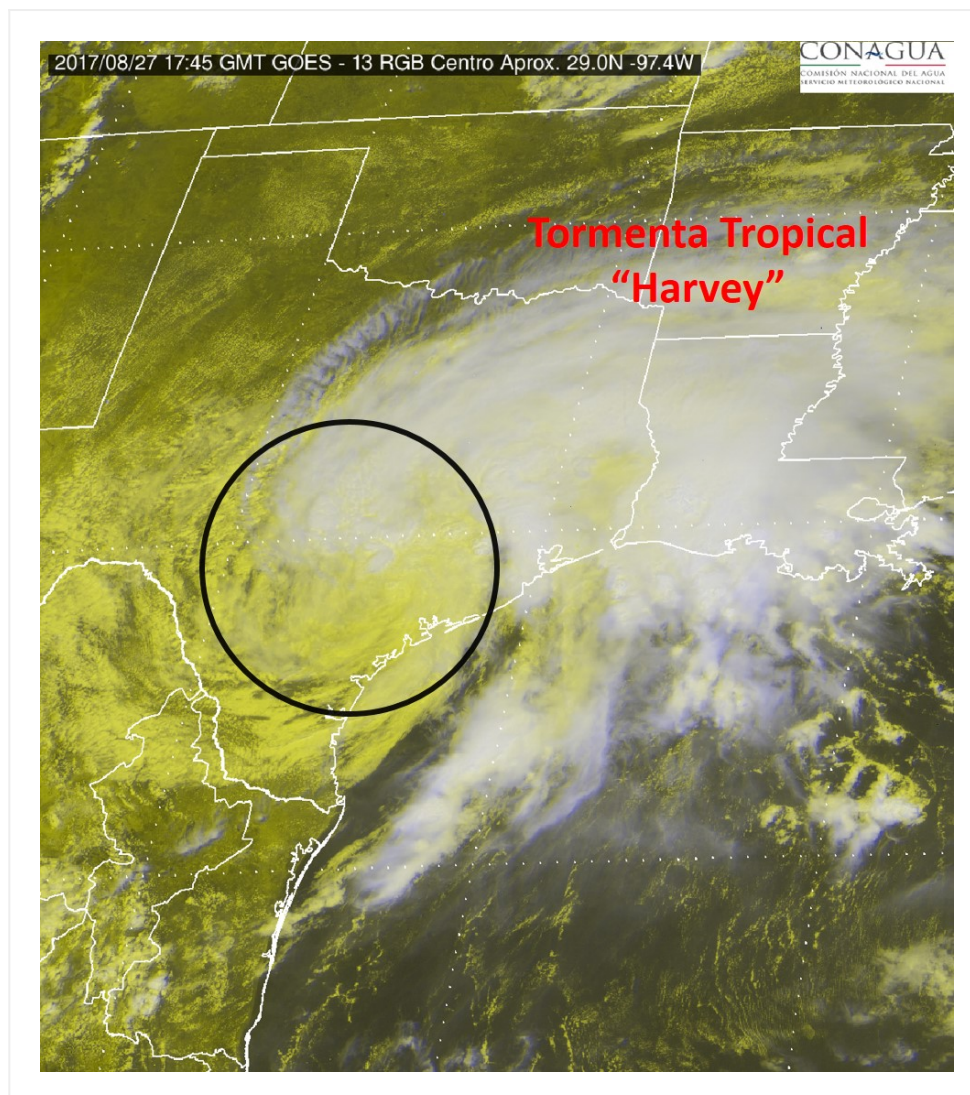 2017/08/27 17:45 GMT GOES - 13 RGB Centro Aprox. 29.0N -97.4W
CONAGUA
COMISIÓN NACIONAL DEL AGUA
SERVICIO METEOROLÓGICO NACIONAL
Tormenta Tropical
“Harvey”